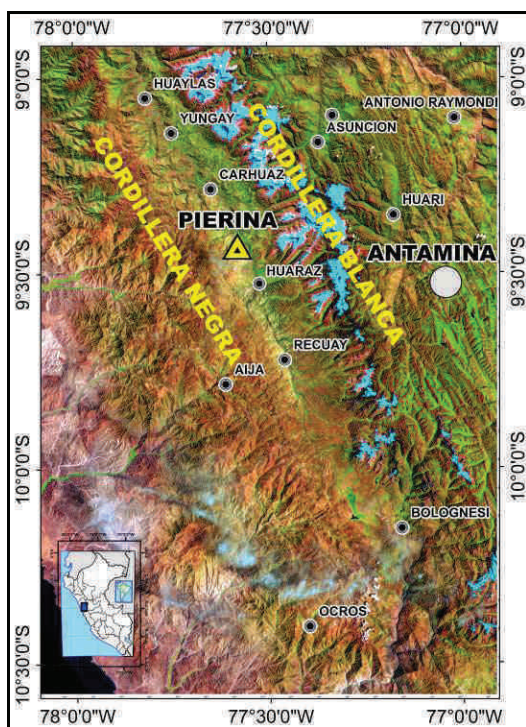 78°0'0"W
77°30'0"W
77°0'0"W
9°0'0"S
9°0'0"S
HUAYLAS
ANTONIO RAYMONDI
YUNGAY
ASUNCION
CORDILLERA BLANCA
CORDILLERA NEGRA
CARHUAZ
HUARI
PIERINA
ANTAMINA
9°30'0"S
9°30'0"S
HUARAZ
RECUAY
AIJA
10°0'0"S
10°0'0"S
BOLOGNESI
OCROS
10°30'0"S
10°30'0"S
78°0'0"W
77°30'0"W
77°0'0"W